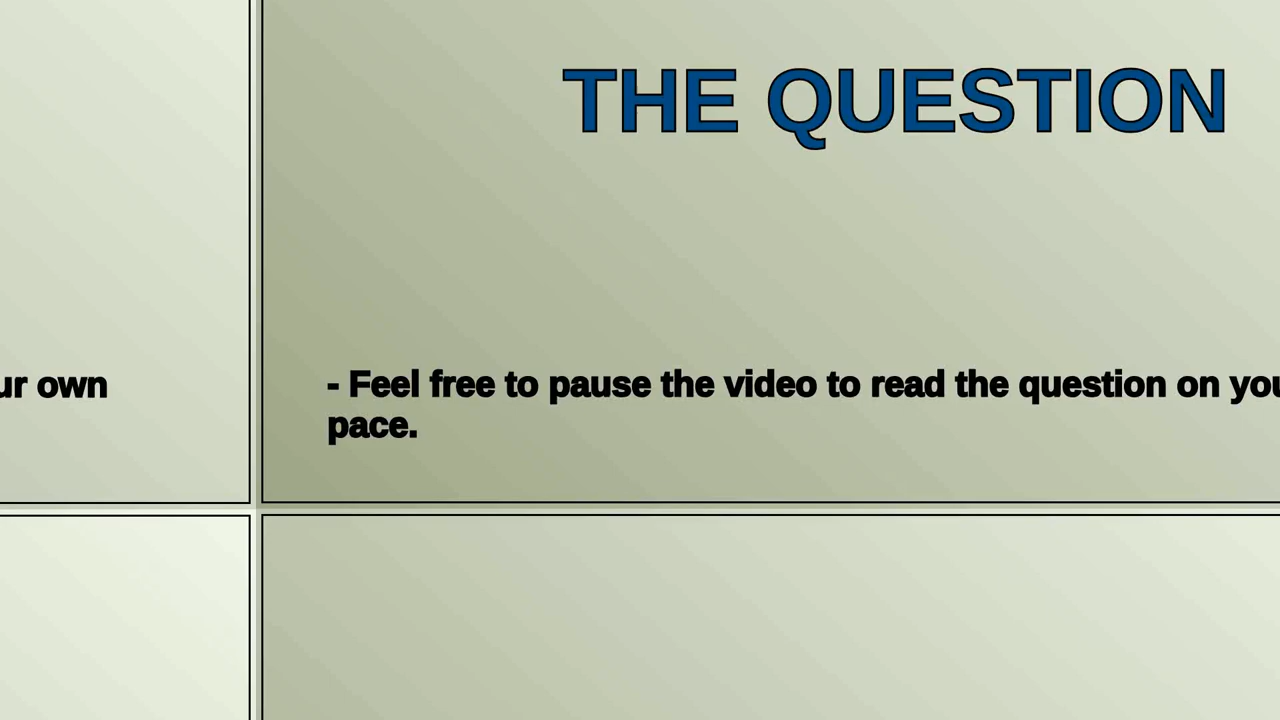 THE QUESTION
ur own
- Feel free to pause the video to read the question on you
pace.